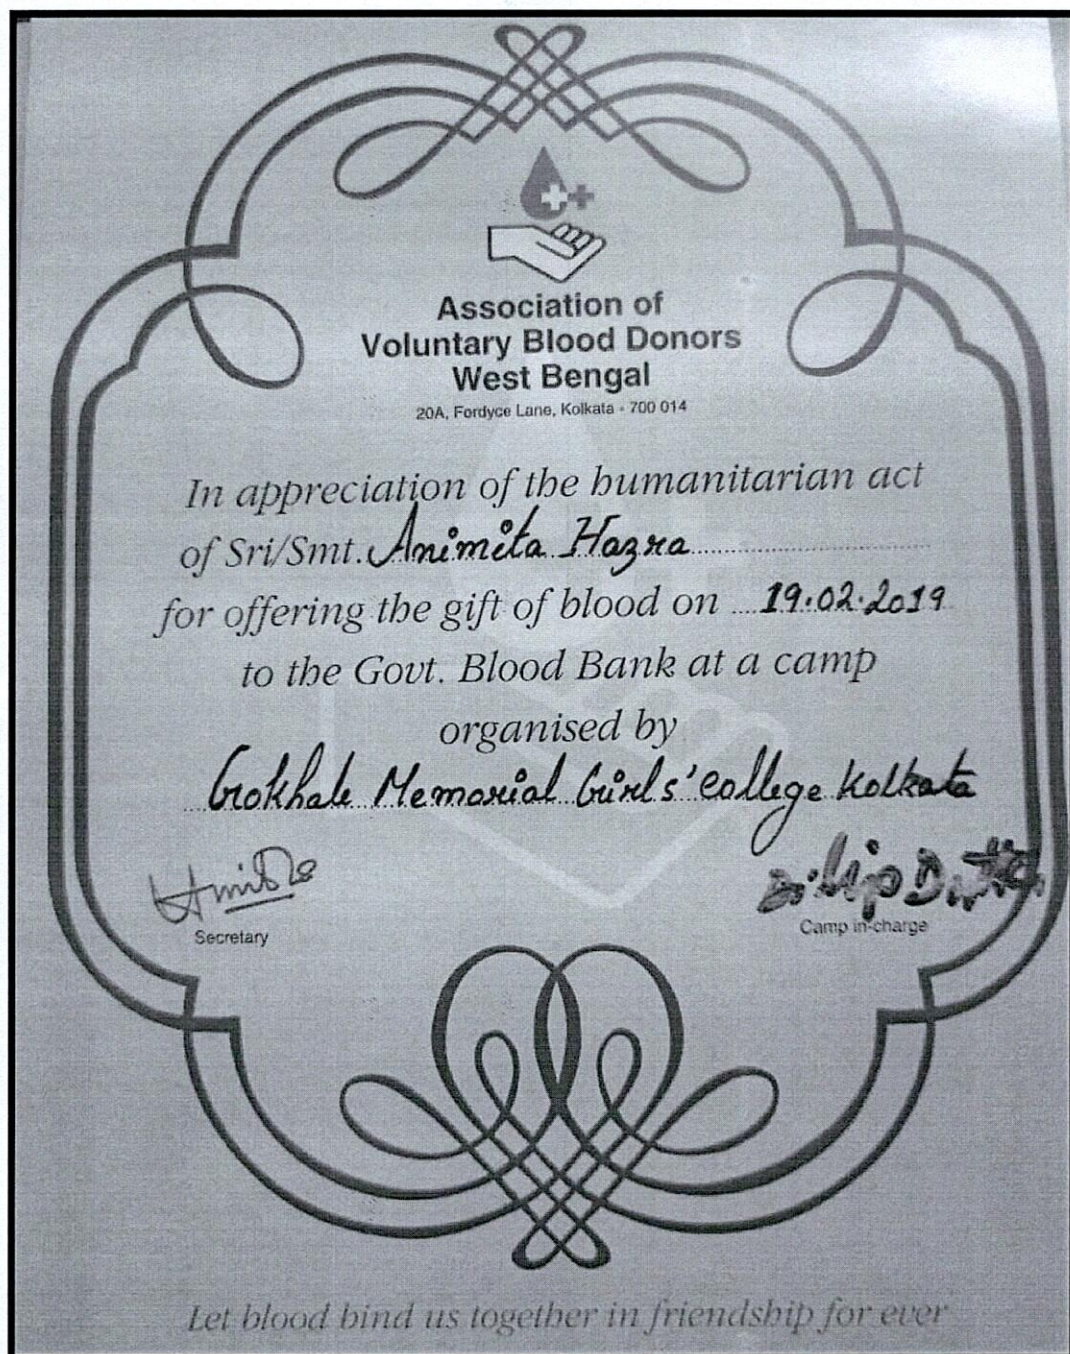 Association of
Voluntary Blood Donors
West Bengal
20A, Fordyce Lane, Kolkata - 700 014
In appreciation of the humanitarian act
of Sri/Smt. Animita Hazra
for offering the gift of blood on 19.02.2019
to the Govt. Blood Bank at a camp
organised by
Gokhale Memorial Girls' College Kolkata
Dilip
Secretary
Camp in-charge
Let blood bind us together in friendship for ever